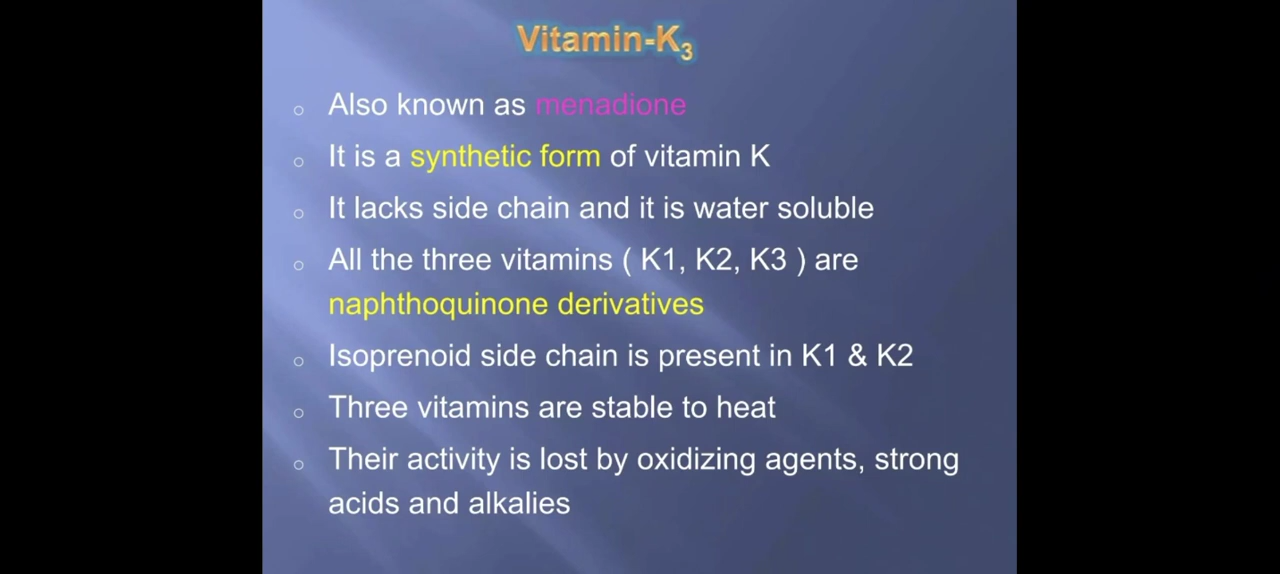 Vitamin-K₃
Also known as menadione
It is a synthetic form of vitamin K
It lacks side chain and it is water soluble
All the three vitamins ( K1, K2, K3 ) are
naphthoquinone derivatives
Isoprenoid side chain is present in K1 & K2
Three vitamins are stable to heat
Their activity is lost by oxidizing agents, strong
acids and alkalies